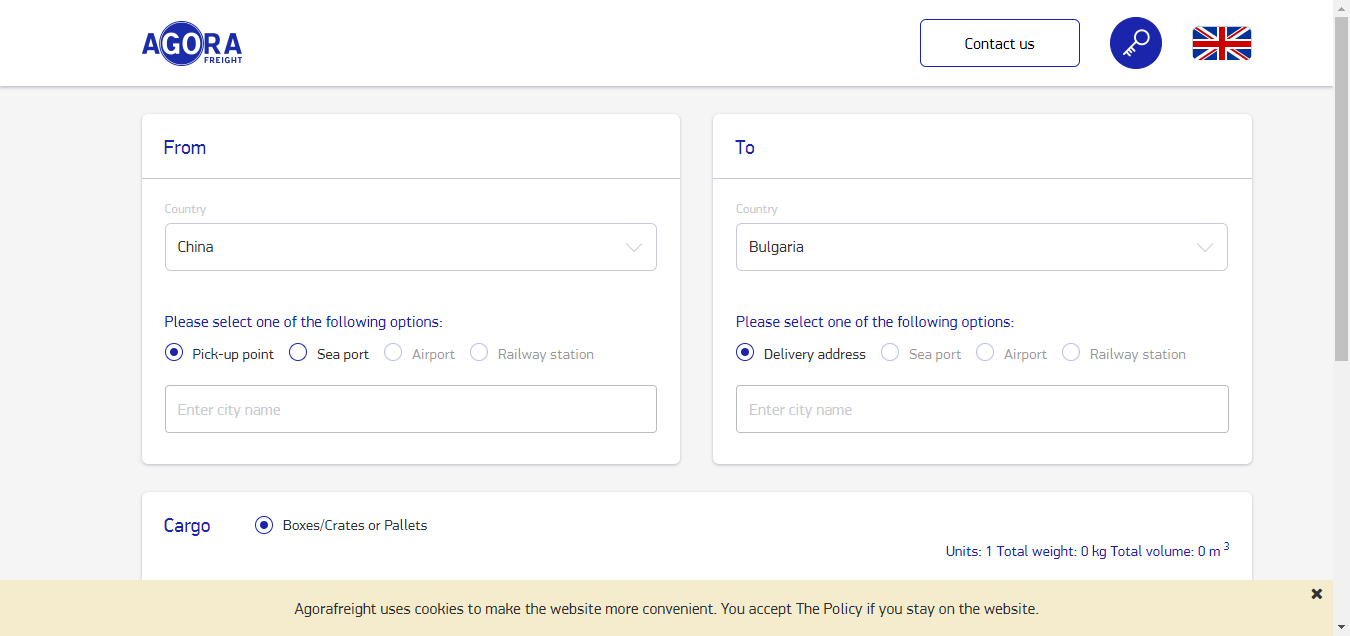 AGORA
FREIGHT
Contact us
From
To
Country
Country
China
Bulgaria
Please select one of the following options:
Please select one of the following options:
Pick-up point Sea port Airport Railway station
Delivery address Sea port Airport Railway station
Enter city name
Enter city name
Cargo
Boxes/Crates or Pallets
Units: 1 Total weight: 0 kg Total volume: 0 m 3
Agorafreight uses cookies to make the website more convenient. You accept The Policy if you stay on the website.